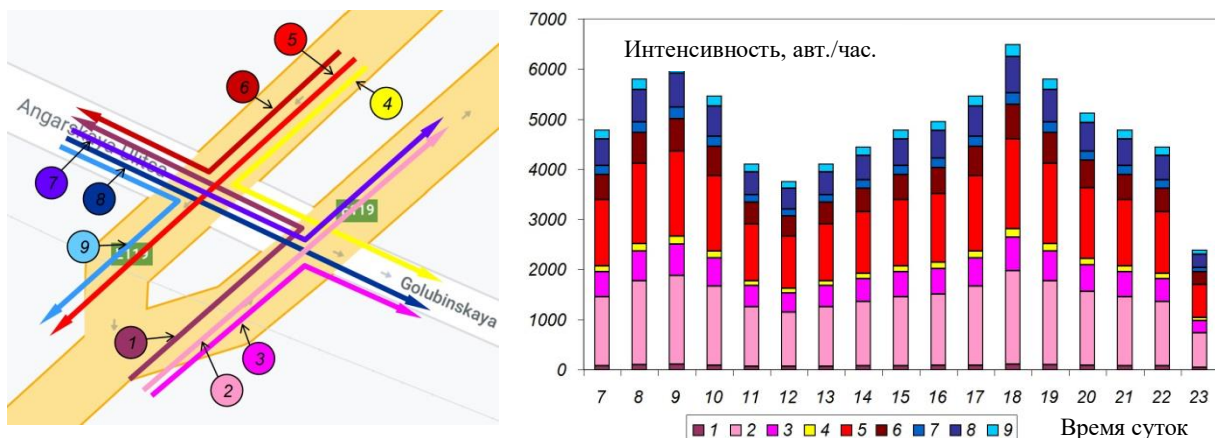 5
6
4
Angarskaya
7
8
9
1
2
3
Golubinskaya
7000
6000
5000
4000
3000
2000
1000
0
Интенсивность, авт./час.
7 8 9 10 11 12 13 14 15 16 17 18 19 20 21 22 23
1 2 3 4 5 6 7 8 9
Время суток